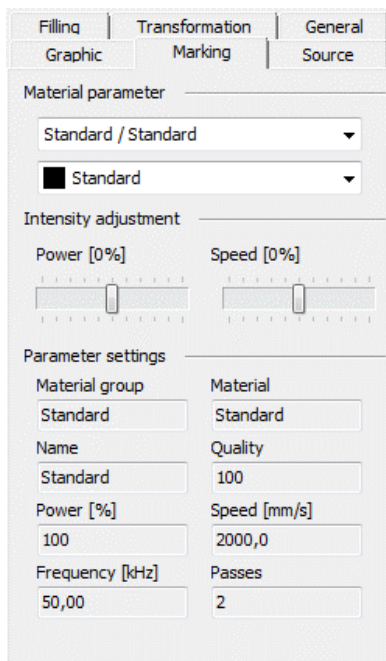 Filling Transformation General
Graphic Marking Source
Material parameter
Standard / Standard
Standard
Intensity adjustment
Power [0%] Speed [0%]
Parameter settings
Material group Material
Standard Standard
Name Quality
Standard 100
Power [%] Speed [mm/s]
100 2000,0
Frequency [kHz] Passes
50,00 2